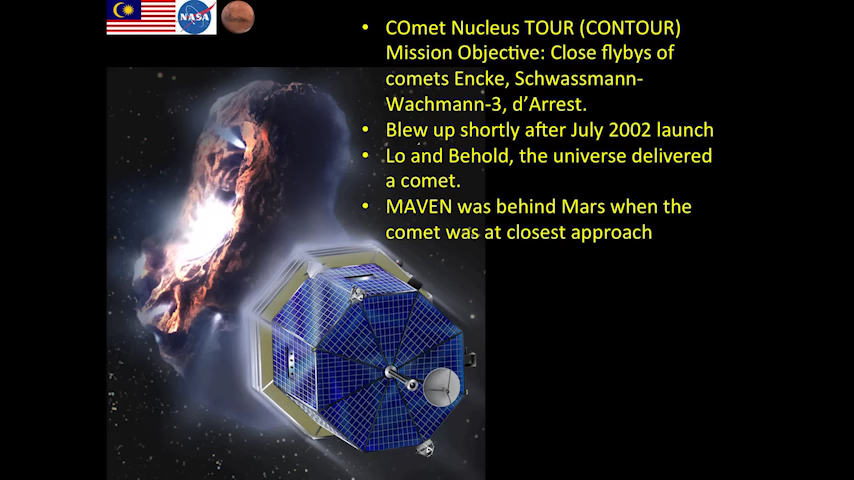 NASA
• COmet Nucleus TOUR (CONTOUR)
Mission Objective: Close flybys of
comets Encke, Schwassmann-
Wachmann-3, d’Arrest.
• Blew up shortly after July 2002 launch
• Lo and Behold, the universe delivered
a comet.
• MAVEN was behind Mars when the
comet was at closest approach